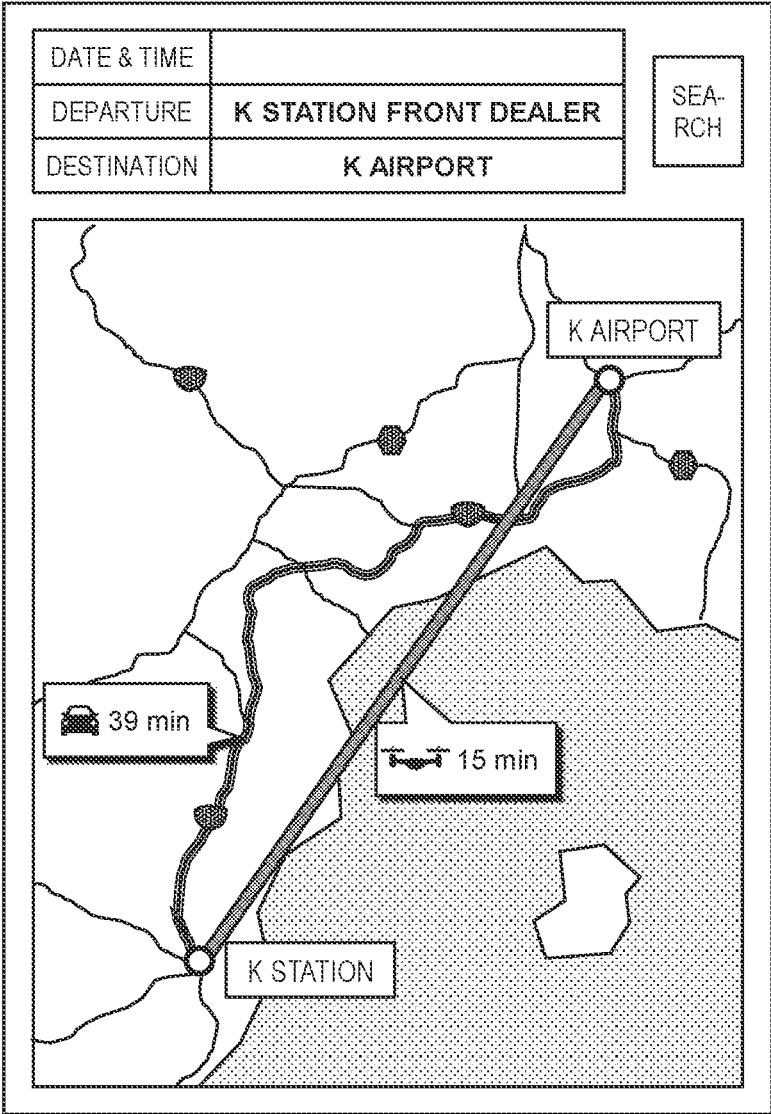 DATE & TIME
DEPARTURE
K STATION FRONT DEALER
DESTINATION
K AIRPORT
SEA-
RCH
K AIRPORT
39 min
15 min
K STATION